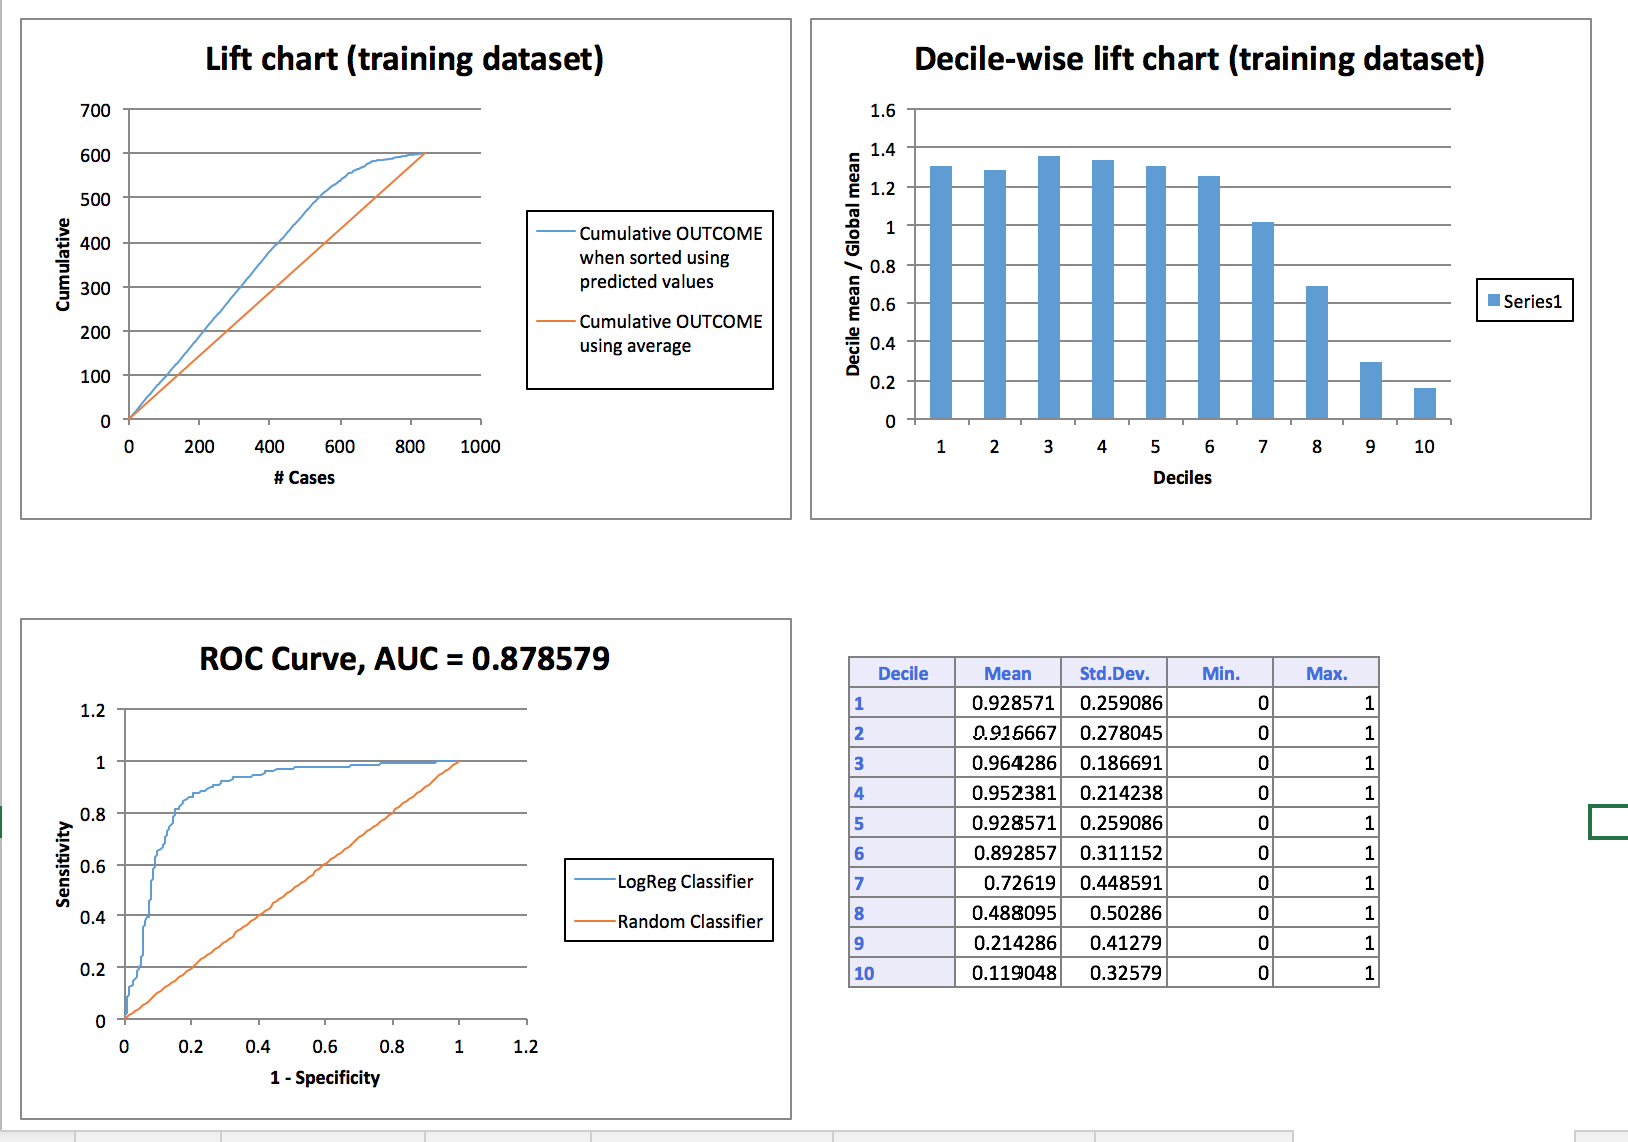 Lift chart (training dataset)
700
600
500
400
300
200
100
0
Cumulative
0 200 400 600 800 1000
# Cases
Cumulative OUTCOME
when sorted using
predicted values
Cumulative OUTCOME
using average
Decile-wise lift chart (training dataset)
1.6
1.4
1.2
1
0.8
0.6
0.4
0.2
0
Decile mean / Global mean
1 2 3 4 5 6 7 8 9 10
Deciles
Series1
ROC Curve, AUC = 0.878579
1.2
1
0.8
0.6
0.4
0.2
0
Sensitivity
0 0.2 0.4 0.6 0.8 1 1.2
1 - Specificity
LogReg Classifier
Random Classifier
Decile Mean Std.Dev. Min. Max.
1 0.928571 0.259086 0 1
2 0.916667 0.278045 0 1
3 0.964286 0.186691 0 1
4 0.952381 0.214238 0 1
5 0.928571 0.259086 0 1
6 0.892857 0.311152 0 1
7 0.72619 0.448591 0 1
8 0.488095 0.50286 0 1
9 0.214286 0.41279 0 1
10 0.119048 0.32579 0 1